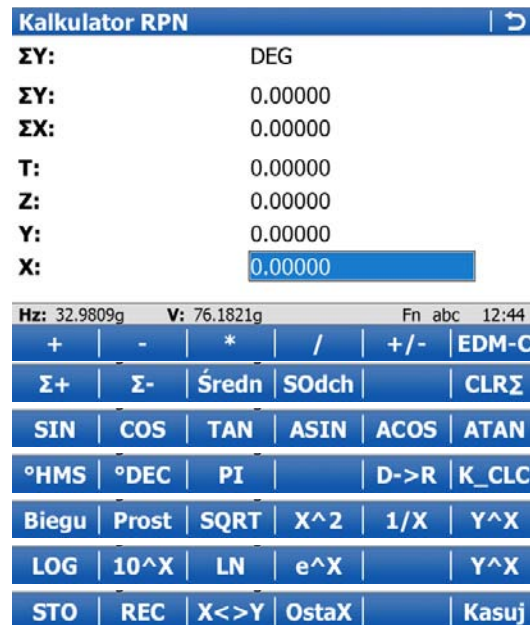 Kalkulator RPN
ΣY: DEG
ΣY: 0.00000
ΣX: 0.00000
T: 0.00000
Z: 0.00000
Y: 0.00000
X: 0.00000
Hz: 32.9809g V: 76.1821g Fn abc 12:44
+ - * / +/- EDM-C
Σ+ Σ- Średn SOdch CLRΣ
SIN COS TAN ASIN ACOS ATAN
°HMS °DEC PI D->R K_CLC
Biegu Prost SQRT X^2 1/X Y^X
LOG 10^X LN e^X Y^X
STO REC X<>Y OstaX Kasuj